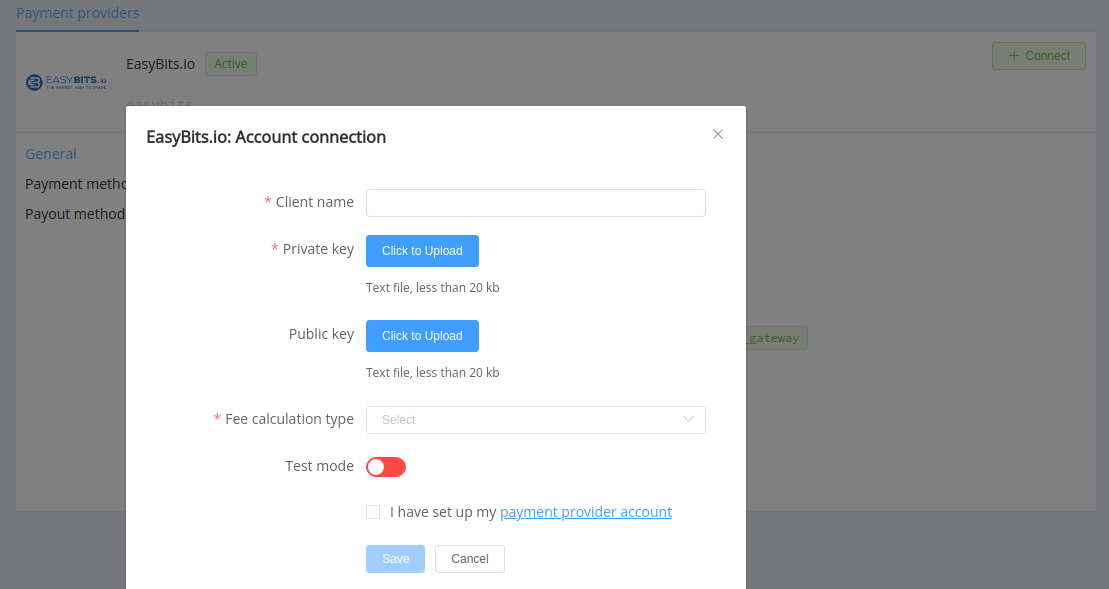 Payment providers
EasyBits.io
Active
+ Connect
EASYBITS.io
THE EASIEST WAY TO TRADE
easybits
EasyBits.io: Account connection
General
Payment metho
Payout method
* Client name
* Private key
Click to Upload
Text file, less than 20 kb
Public key
Click to Upload
Text file, less than 20 kb
_gateway
* Fee calculation type
Select
Test mode
I have set up my payment provider account
Save
Cancel